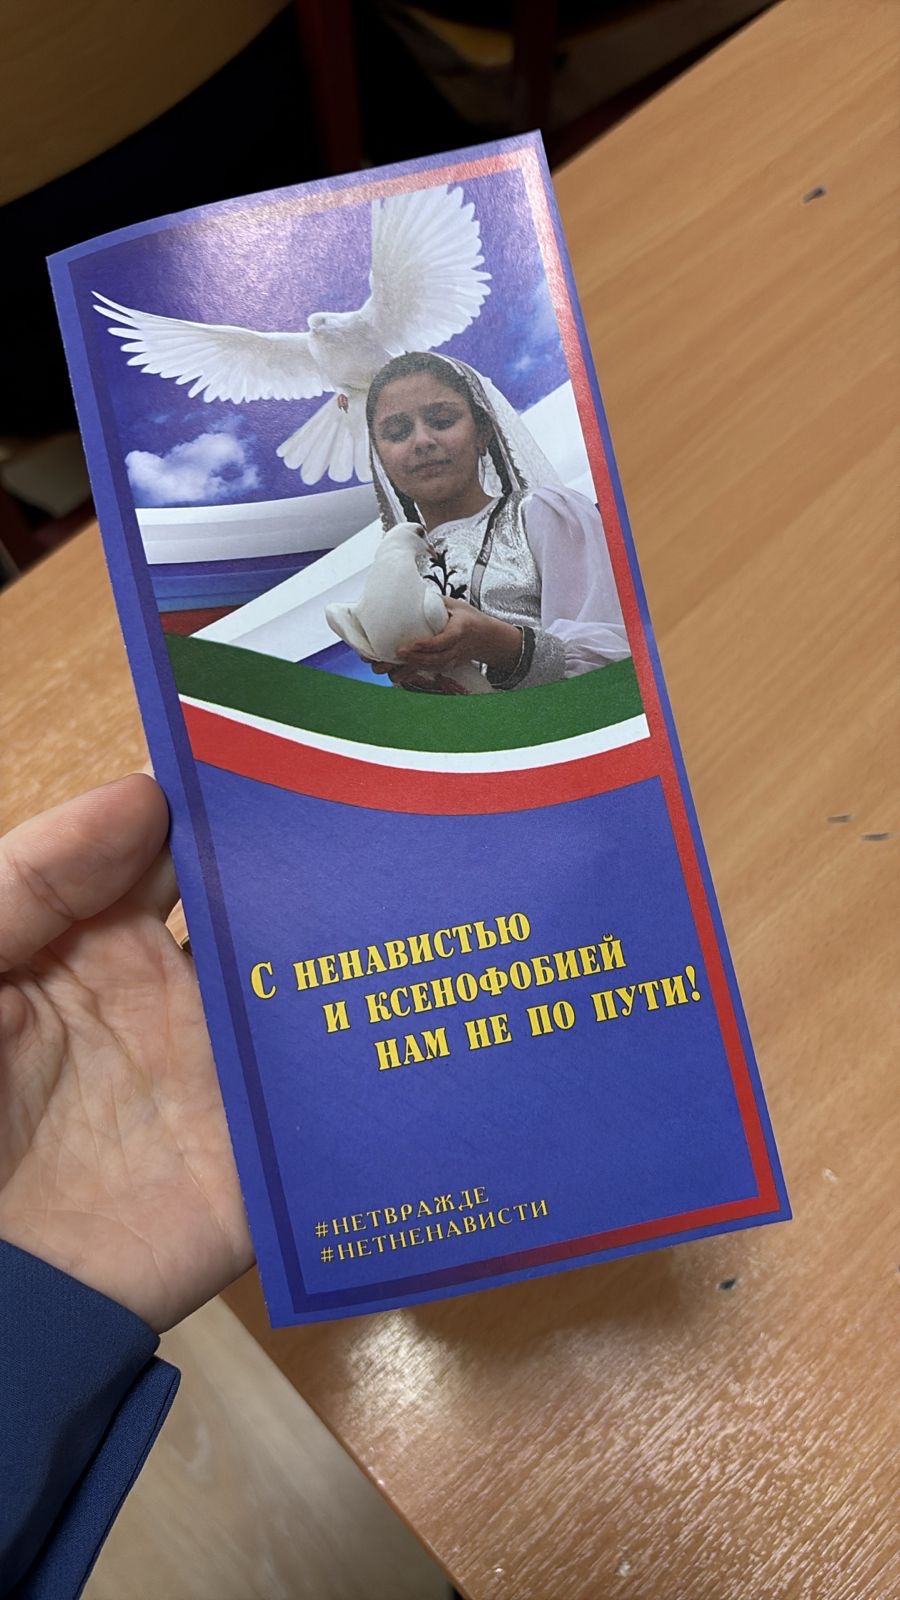 С НЕНАВИСТЬЮ
И КСЕНОФОБИЕЙ
НАМ НЕ ПО ПУТИ!
#НЕТВРАЖДЕ
#НЕТНЕНАВИСТИ